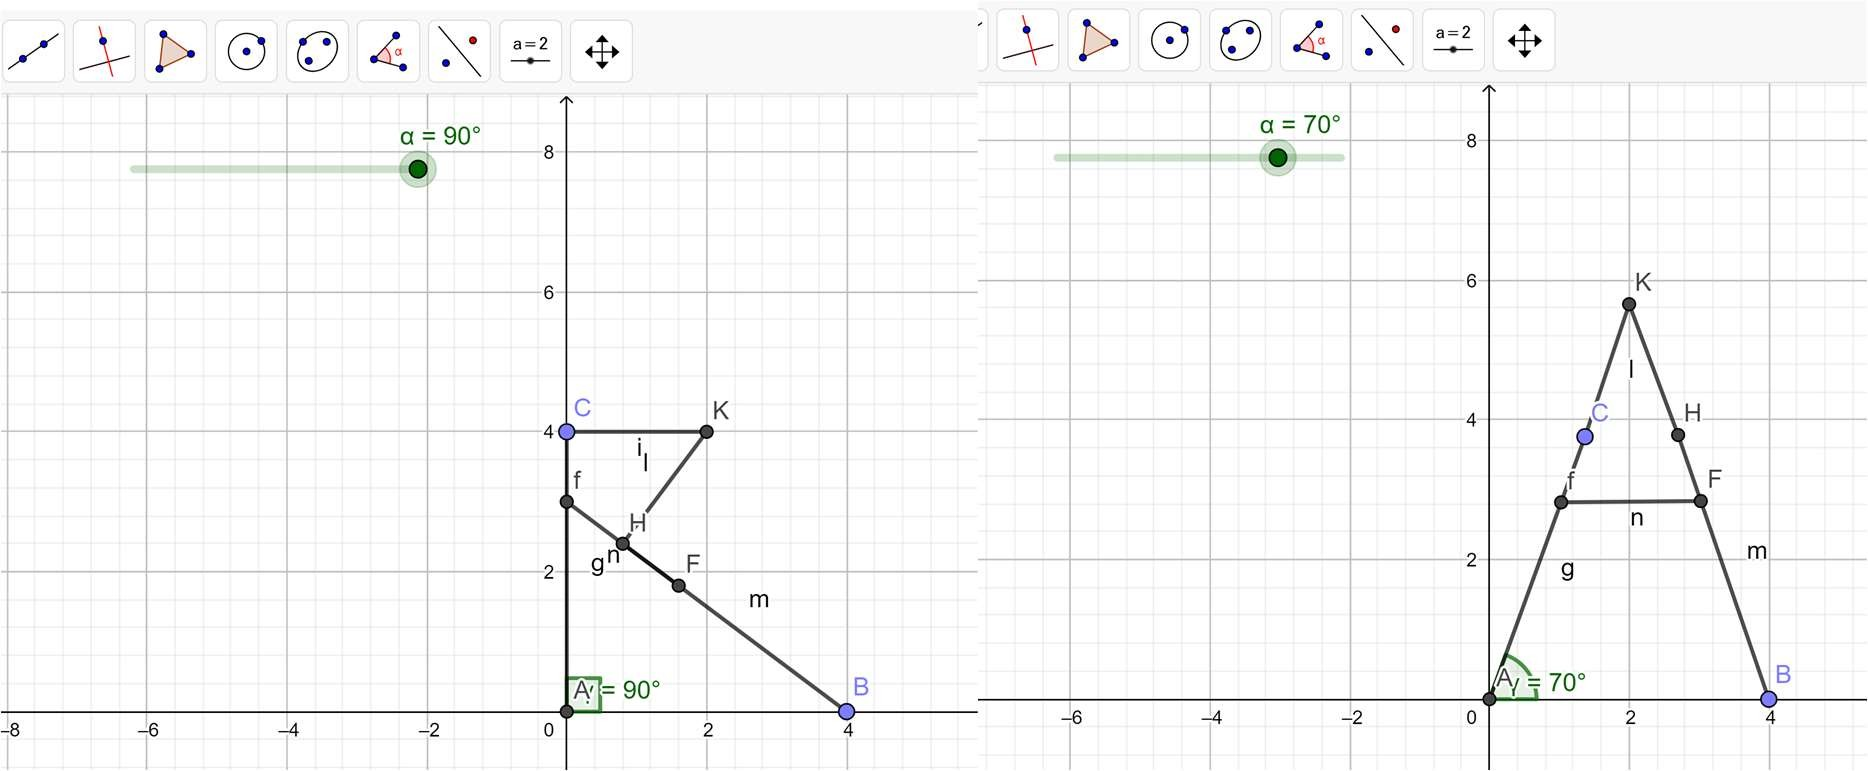 α
a = 2
α
a = 2
α = 90°
8
6
C
K
4
i
l
f
H
g
n
F
2
m
A
γ = 90°
B
–8
–6
–4
–2
0
2
4
α = 70°
8
K
6
l
C
H
4
f
F
n
m
2
g
A
γ = 70°
B
–6
–4
–2
0
2
4